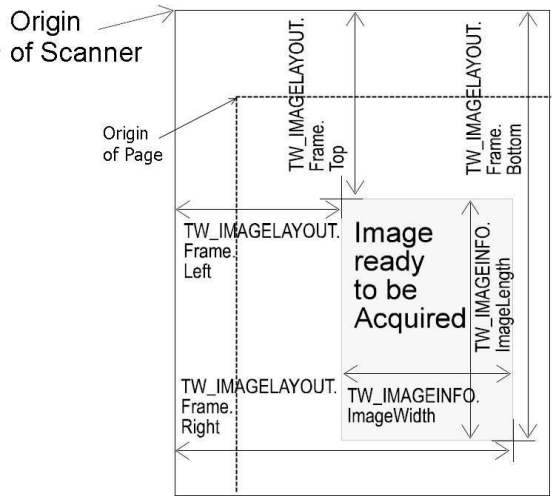 Origin
of Scanner
Origin
of Page
TW_IMAGELAYOUT.
Frame.
Top
TW_IMAGELAYOUT.
Frame.
Bottom
TW_IMAGELAYOUT.
Frame.
Left
Image
ready
to be
Acquired
TW_IMAGEINFO.
ImageLength
TW_IMAGELAYOUT.
Frame.
Right
TW_IMAGEINFO.
ImageWidth